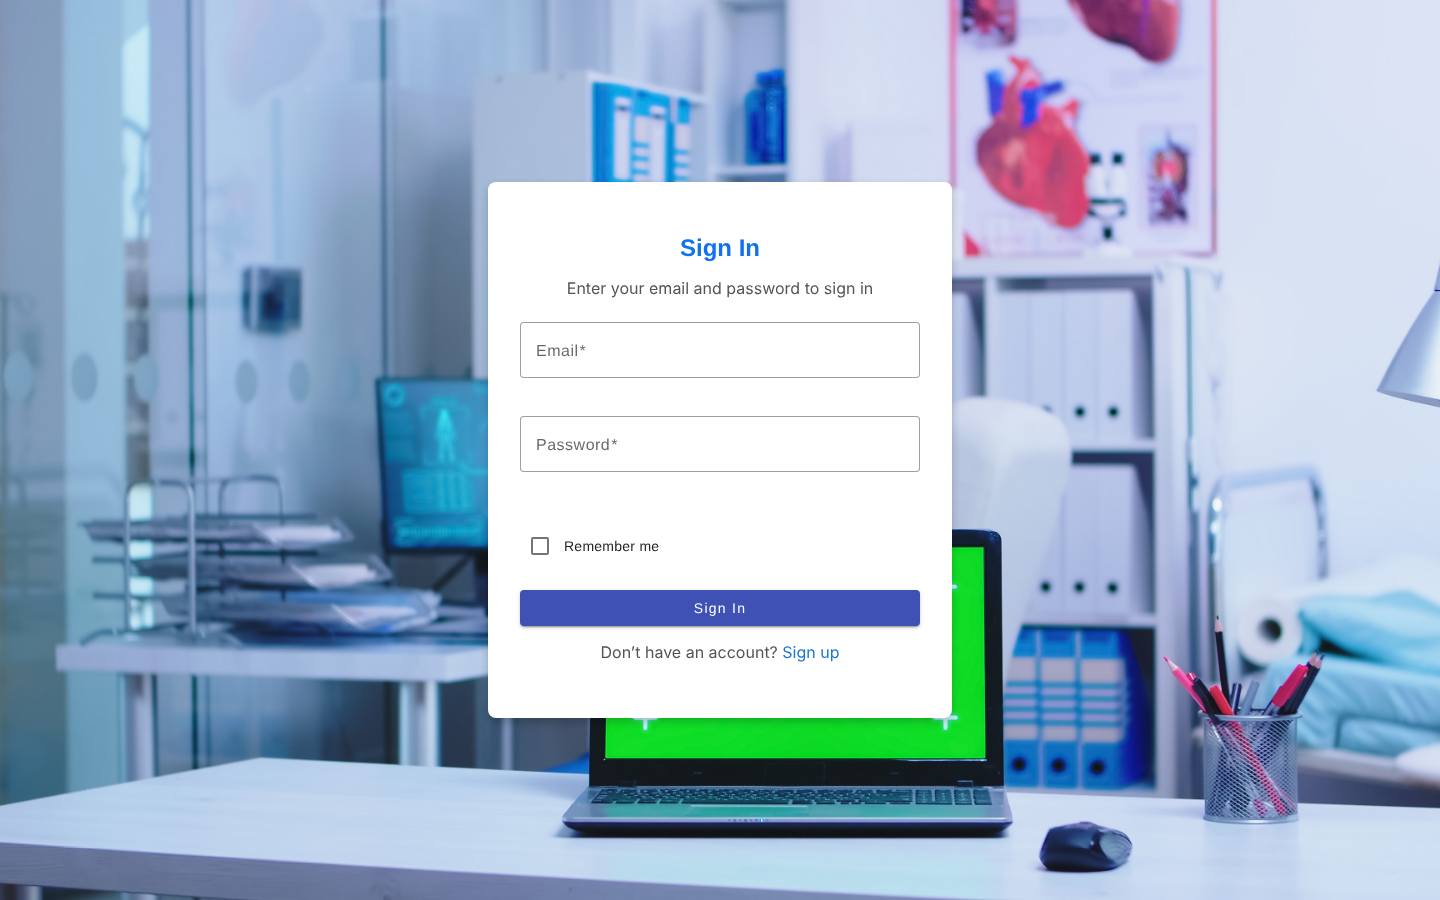 Sign In
Enter your email and password to sign in
Email*
Password*
Remember me
Sign In
Don’t have an account? Sign up